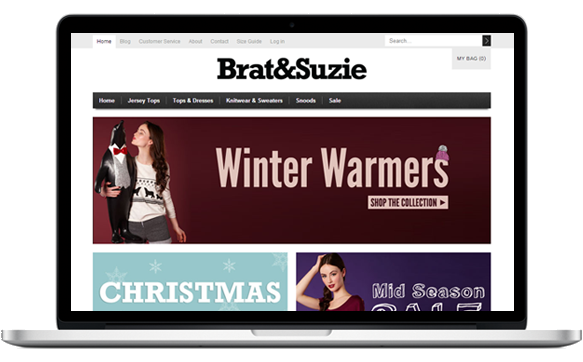 Home Blog Customer Service About Contact Size Guide Log in
Search...
MY BAG (0)
Brat&Suzie
Home Jersey Tops Tops & Dresses Knitwear & Sweaters Snoods Sale
Winter Warmers
SHOP THE COLLECTION
CHRISTMAS
Mid Season
SALE